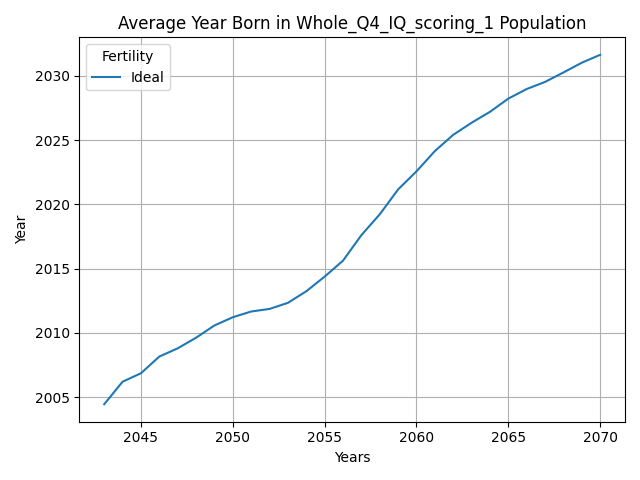 Average Year Born in Whole_Q4_IQ_scoring_1 Population
Fertility
Ideal
Year
2030
2025
2020
2015
2010
2005
2045 2050 2055 2060 2065 2070
Years